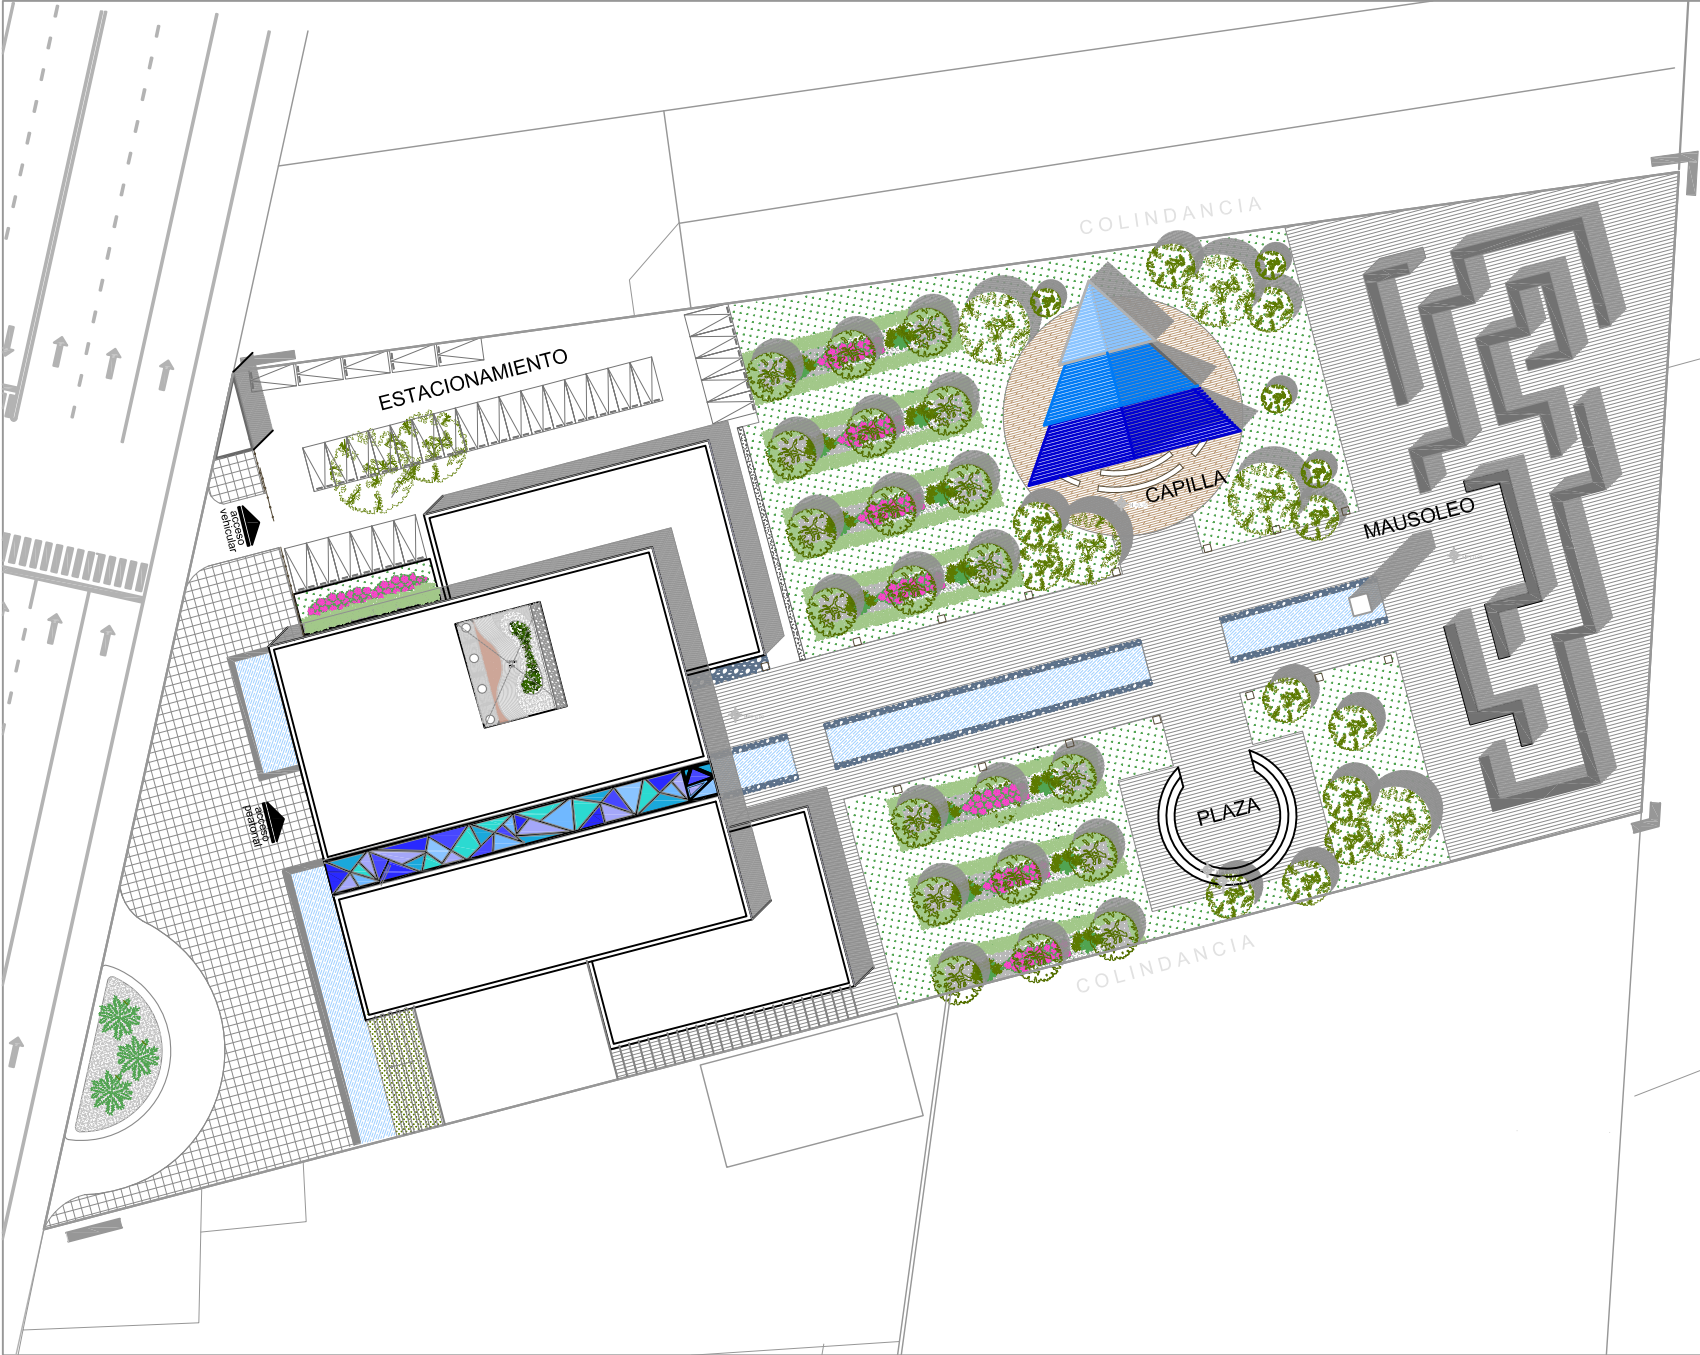 COLINDANCIA
ESTACIONAMIENTO
CAPILLA
MAUSOLEO
acceso
vehicular
acceso
peatonal
PLAZA
COLINDANCIA